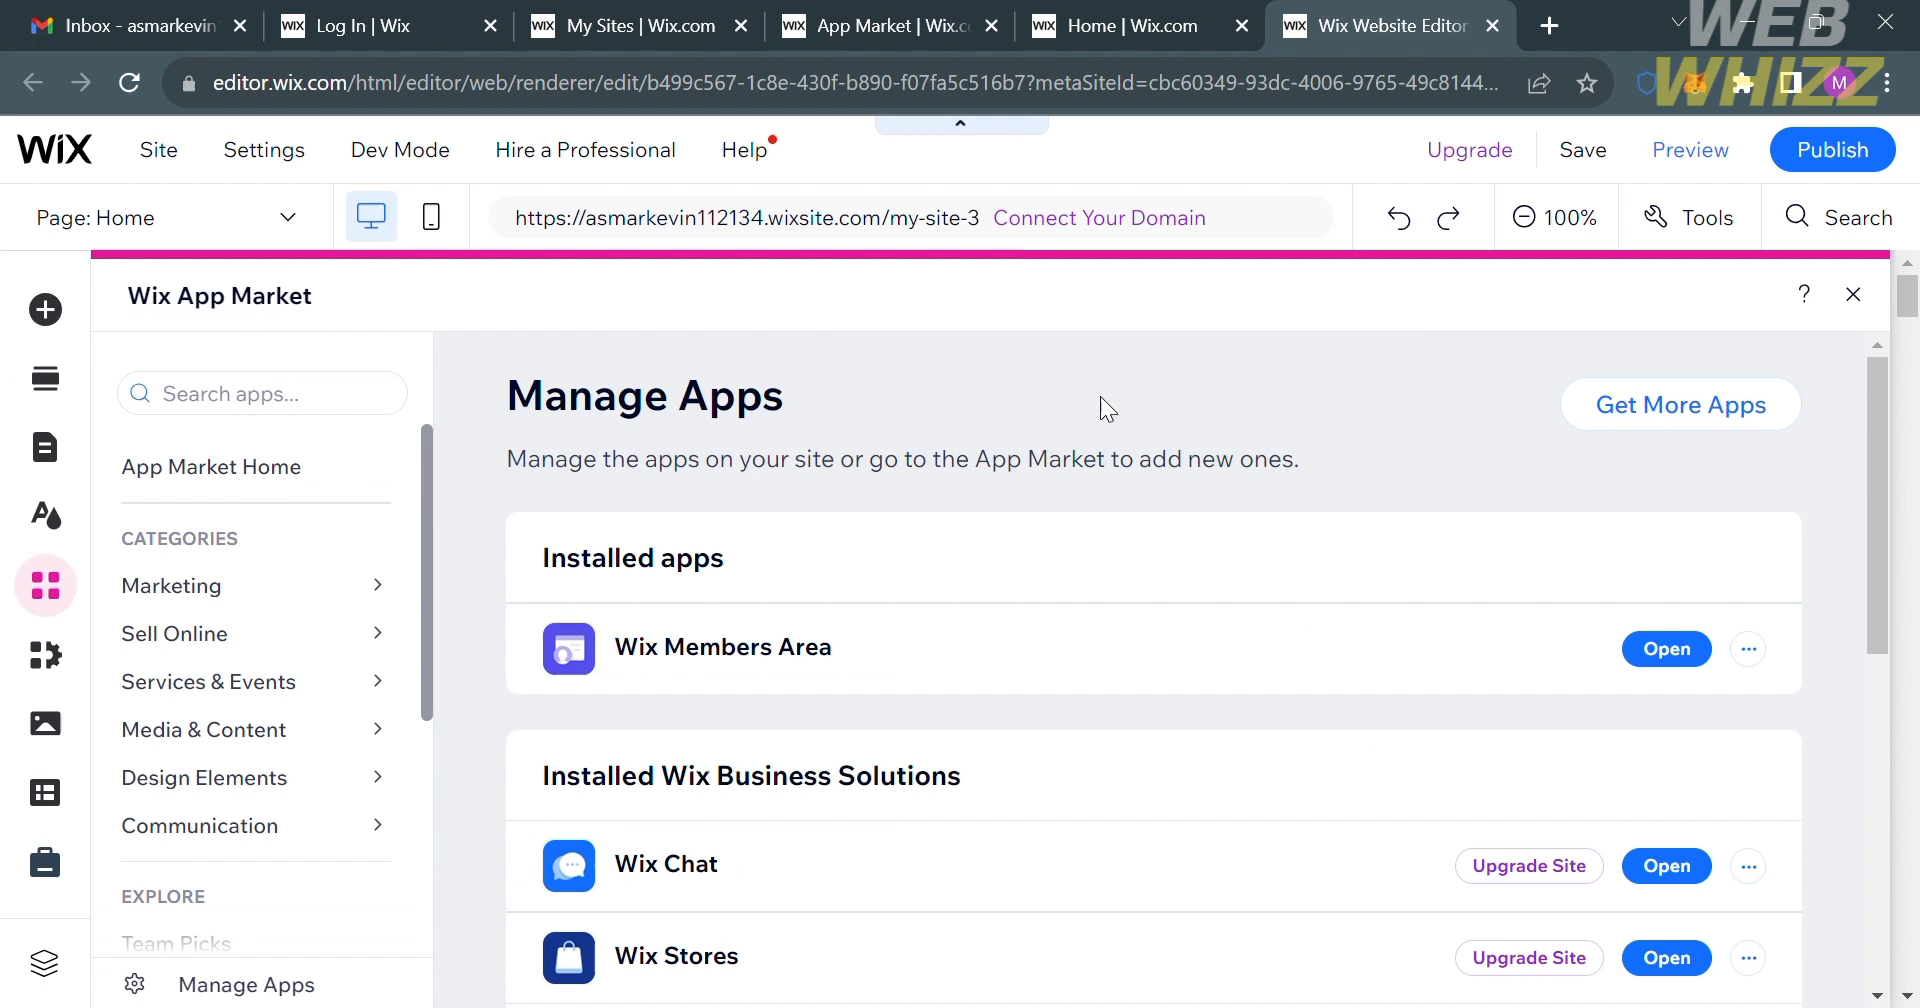 Inbox - asmarkevin
WIX Log In | Wix
WIX My Sites | Wix.com
WIX App Market | Wix.c
WIX Home | Wix.com
WIX Wix Website Editor
WEB
WHIZZ
editor.wix.com/html/editor/web/renderer/edit/b499c567-1c8e-430f-b890-f07fa5c516b7?metaSiteId=cbc60349-93dc-4006-9765-49c8144...
M
WIX Site Settings Dev Mode Hire a Professional Help Upgrade Save Preview Publish
Page: Home https://asmarkevin112134.wixsite.com/my-site-3 Connect Your Domain 100% Tools Search
Wix App Market ?
Search apps...
App Market Home
CATEGORIES
Marketing
Sell Online
Services & Events
Media & Content
Design Elements
Communication
EXPLORE
Team Picks
Manage Apps
Manage Apps
Get More Apps
Manage the apps on your site or go to the App Market to add new ones.
Installed apps
Wix Members Area Open ...
Installed Wix Business Solutions
Wix Chat Upgrade Site Open ...
Wix Stores Upgrade Site Open ...